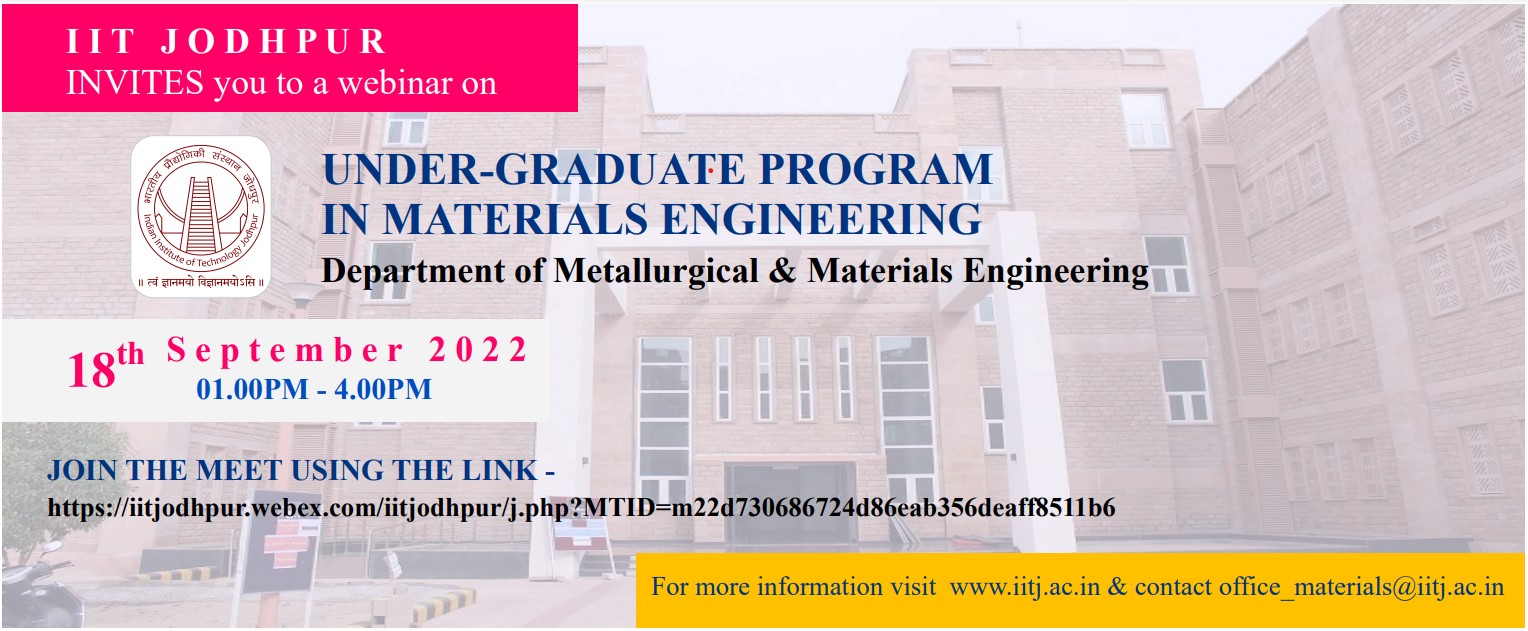 IIT JODHPUR
INVITES you to a webinar on
भारतीय प्रौद्योगिकी संस्थान जोधपुर
Indian Institute of Technology Jodhpur
॥ त्वं ज्ञानमयो विज्ञानमयोऽसि ॥
UNDER-GRADUATE PROGRAM
IN MATERIALS ENGINEERING
Department of Metallurgical & Materials Engineering
18th September 2022
01.00PM - 4.00PM
JOIN THE MEET USING THE LINK -
https://iitjodhpur.webex.com/iitjodhpur/j.php?MTID=m22d730686724d86eab356deaff8511b6
For more information visit www.iitj.ac.in & contact office_materials@iitj.ac.in